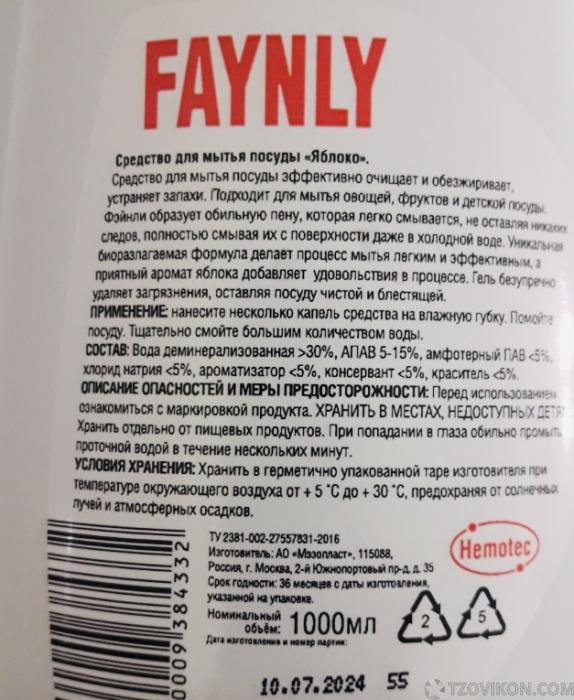 FAYNLY
Средство для мытья посуды «Яблоко».
Средство для мытья посуды эффективно очищает и обезжиривает,
устраняет запахи. Подходит для мытья овощей, фруктов и детской посуды.
Фэйнли образует обильную пену, которая легко смывается, не оставляя никаких
следов, полностью смывая их с поверхности даже в холодной воде. Уникальная
биоразлагаемая формула делает процесс мытья легким и эффективным, а
приятный аромат яблока добавляет удовольствия в процессе. Гель безупречно
удаляет загрязнения, оставляя посуду чистой и блестящей.
ПРИМЕНЕНИЕ: нанесите несколько капель средства на влажную губку. Помойте
посуду. Тщательно смойте большим количеством воды.
СОСТАВ: Вода деминерализованная >30%, АПАВ 5-15%, амфотерный ПАВ <5%,
хлорид натрия <5%, ароматизатор <5%, консервант <5%, краситель <5%.
ОПИСАНИЕ ОПАСНОСТЕЙ И МЕРЫ ПРЕДОСТОРОЖНОСТИ: Перед использованием
ознакомиться с маркировкой продукта. ХРАНИТЬ В МЕСТАХ, НЕДОСТУПНЫХ ДЕТЯ
Хранить отдельно от пищевых продуктов. При попадании в глаза обильно промыть
проточной водой в течение нескольких минут.
УСЛОВИЯ ХРАНЕНИЯ: Хранить в герметично упакованной таре изготовителя при
температуре окружающего воздуха от + 5 °С до + 30 °С, предохраняя от солнечных
лучей и атмосферных осадков.
ТУ 2381-002-27557831-2016
Изготовитель: АО «Мэзопласт», 115088,
Россия, г. Москва, 2-й Южнопортовый пр-д, д. 35
Срок годности: 36 месяцев с даты изготовления,
указанной на упаковке.
Номинальный
объём: 1000мл
Дата изготовления и номер партии:
Hemotec
2
5
0009384332
10.07.2024 55
TZOVIKON.COM